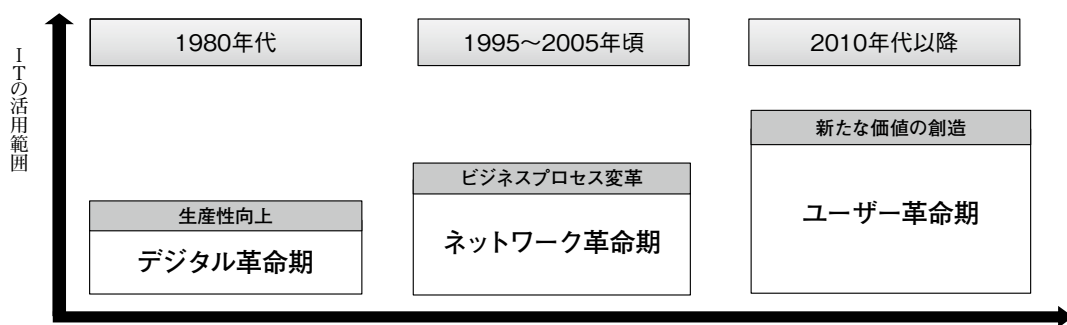 ITの活用範囲
1980年代
1995〜2005年頃
2010年代以降
生産性向上
デジタル革命期
ビジネスプロセス変革
ネットワーク革命期
新たな価値の創造
ユーザー革命期